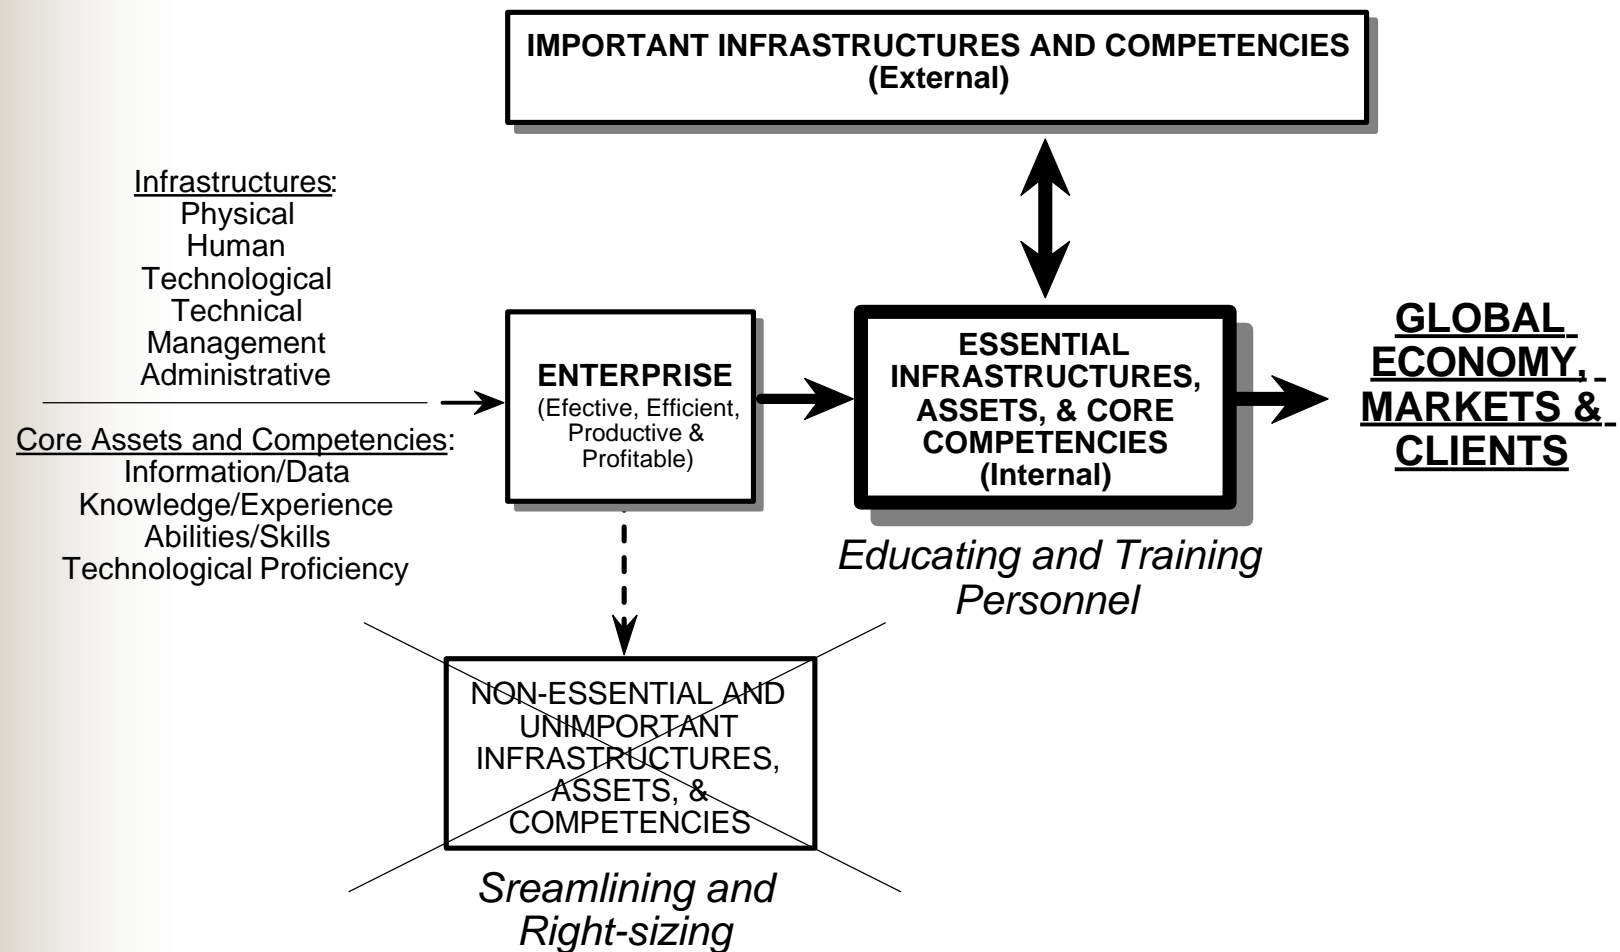 IMPORTANT INFRASTRUCTURES AND COMPETENCIES
(External)
Infrastructures:
Physical
Human
Technological
Technical
Management
Administrative
Core Assets and Competencies:
Information/Data
Knowledge/Experience
Abilities/Skills
Technological Proficiency
ENTERPRISE
(Efective, Efficient,
Productive &
Profitable)
ESSENTIAL
INFRASTRUCTURES,
ASSETS, & CORE
COMPETENCIES
(Internal)
Educating and Training
Personnel
GLOBAL
ECONOMY,
MARKETS &
CLIENTS
NON-ESSENTIAL AND
UNIMPORTANT
INFRASTRUCTURES,
ASSETS, &
COMPETENCIES
Sreamlining and
Right-sizing